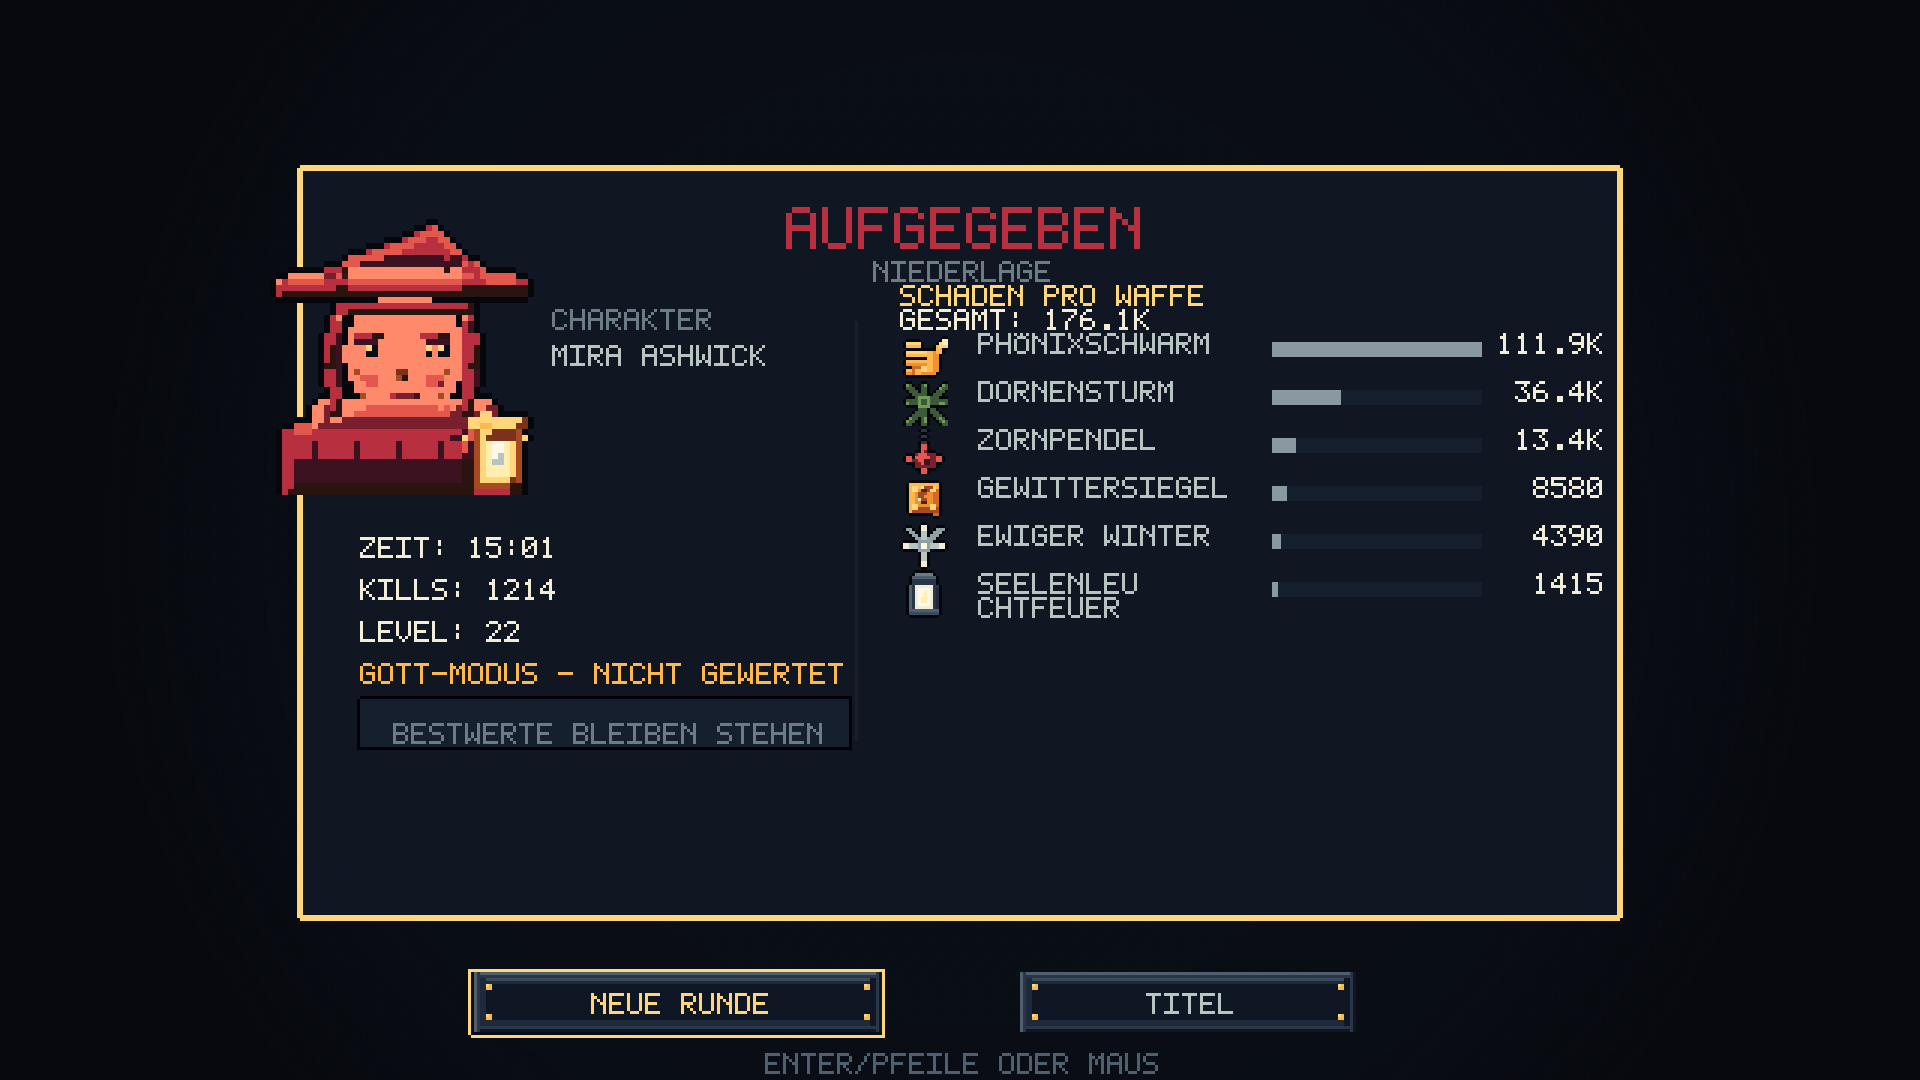 AUFGEGEBEN
NIEDERLAGE
CHARAKTER
MIRA ASHWICK
ZEIT: 15:01
KILLS: 1214
LEVEL: 22
GOTT-MODUS - NICHT GEWERTET
BESTWERTE BLEIBEN STEHEN
SCHADEN PRO WAFFE
GESAMT: 176.1K
PHÖNIXSCHWARM 111.9K
DORNENSTURM 36.4K
ZORNPENDEL 13.4K
GEWITTERSIEGEL 8580
EWIGER WINTER 4390
SEELENLEU 1415
CHTFEUER
NEUE RUNDE
TITEL
ENTER/PFEILE ODER MAUS